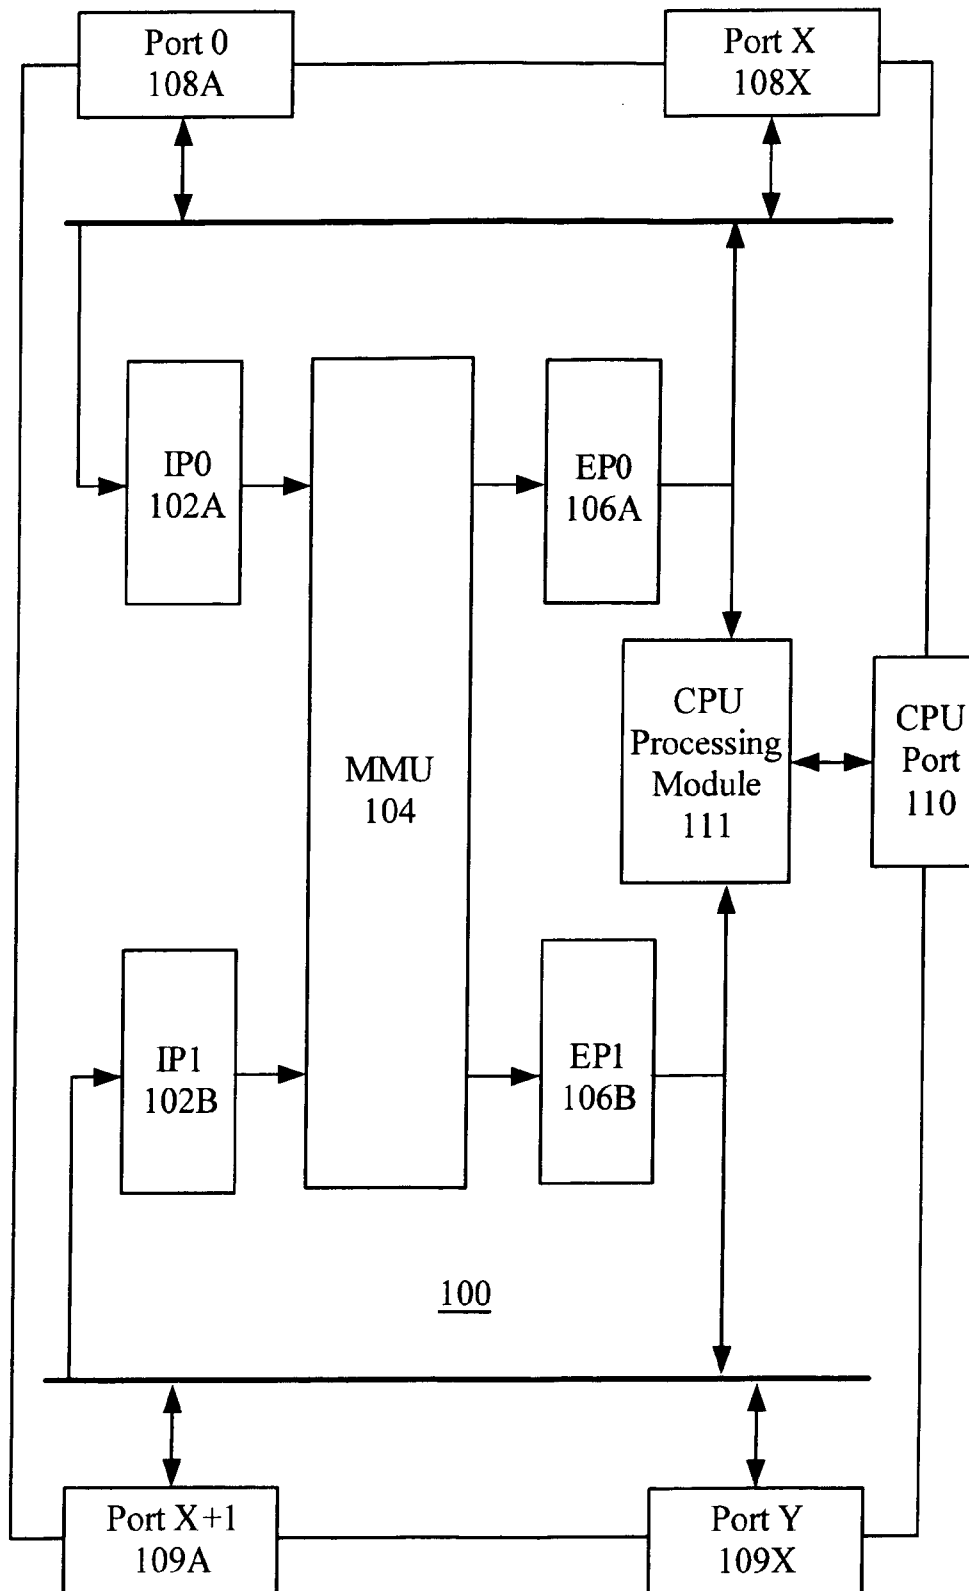 Port 0
108A
Port X
108X
IP0
102A
EP0
106A
MMU
104
CPU
Processing
Module
111
CPU
Port
110
IP1
102B
EP1
106B
100
Port X+1
109A
Port Y
109X